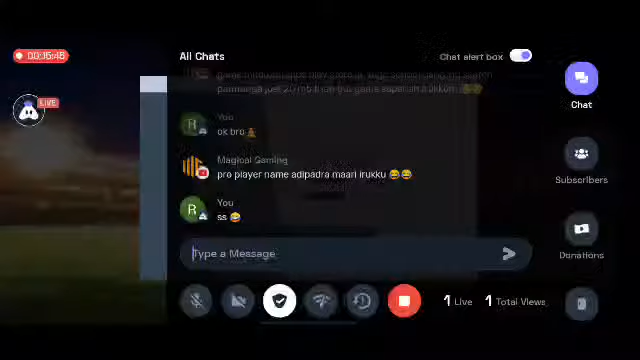 00:15:48
All Chats
Chat alert box
LIVE
Chat
You
ok bro
Magical Gaming
pro player name adipadra maari irukku 😂😂
Subscribers
You
ss 😂
Type a Message
Donations
1 Live 1 Total Views